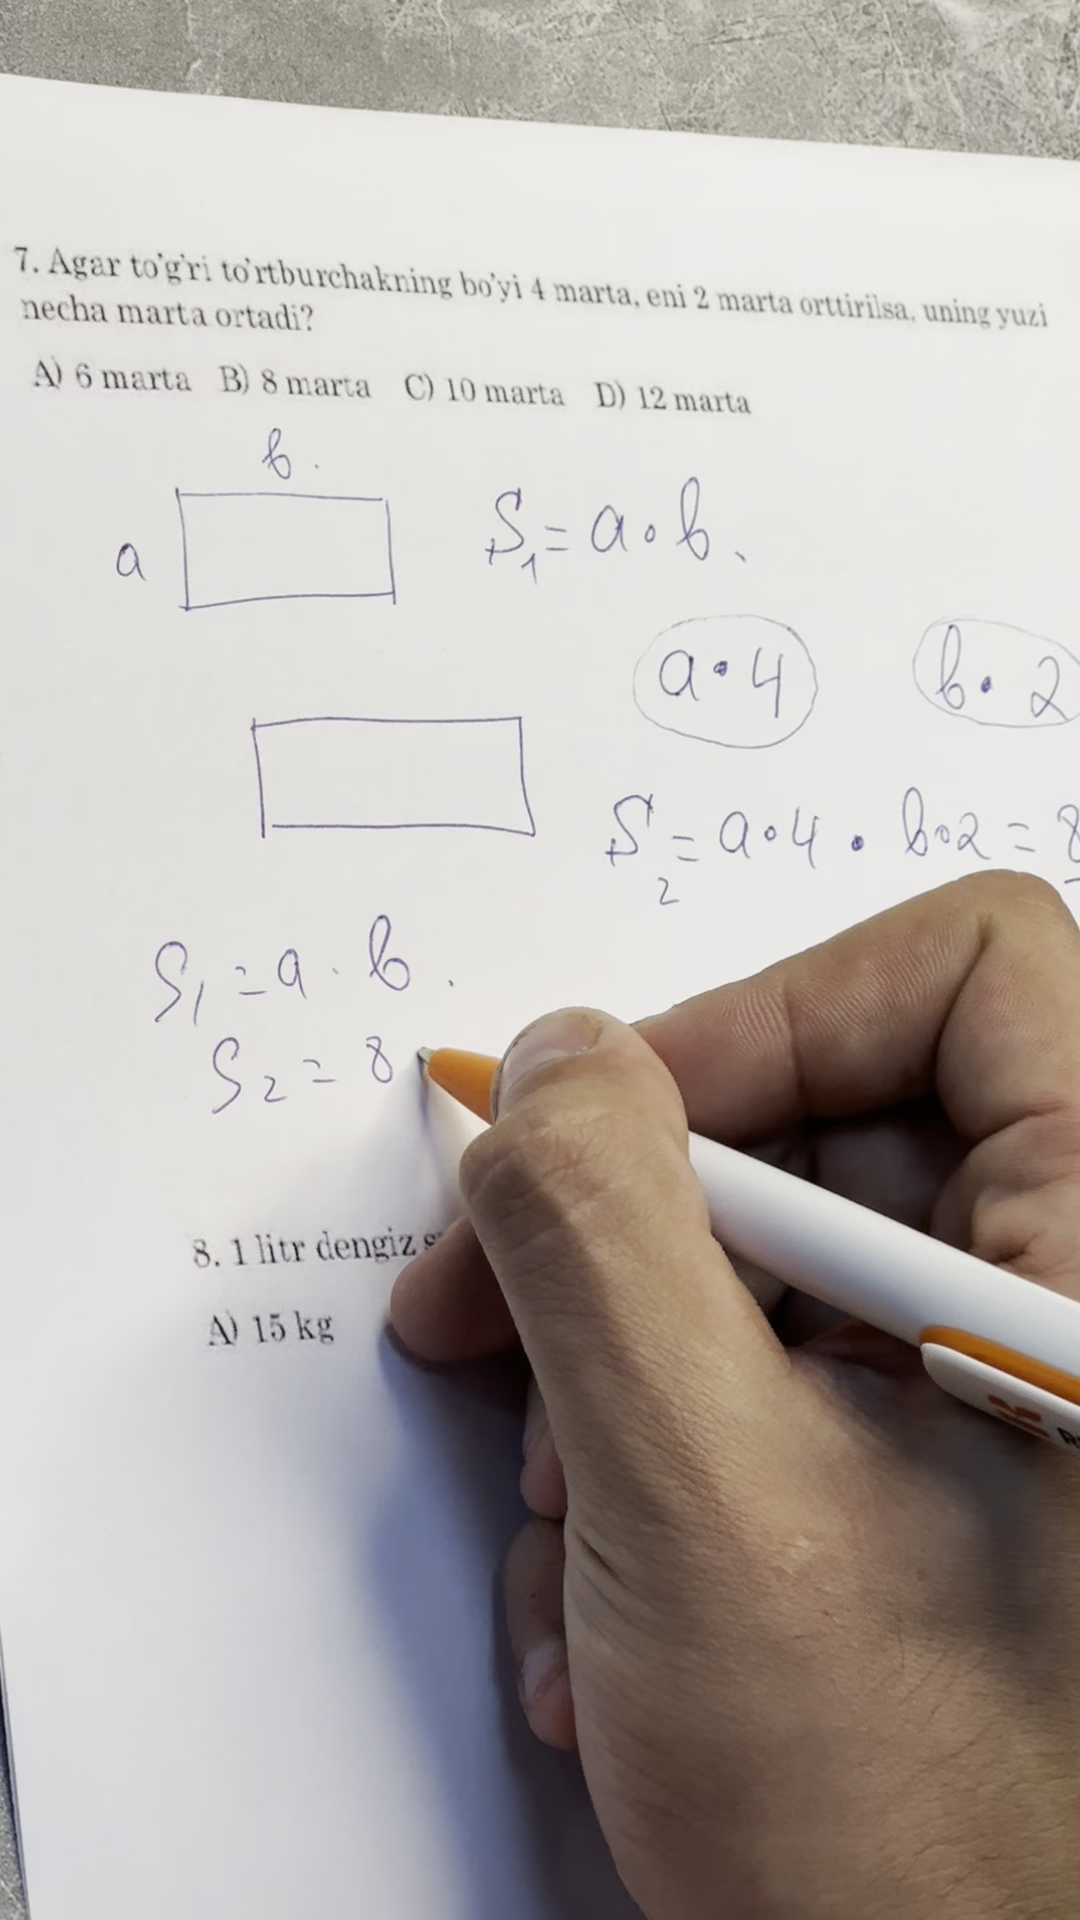 7. Agar to'g'ri to'rtburchakning bo'yi 4 marta, eni 2 marta orttirilsa, uning yuzi
necha marta ortadi?
A) 6 marta B) 8 marta C) 10 marta D) 12 marta
b.
a
S₁ = a∘b.
a·4 b·2
S₂ = a∘4 · b∘2 = 8
S₁ = a · b.
S₂ = 8
8. 1 litr dengiz
A) 15 kg